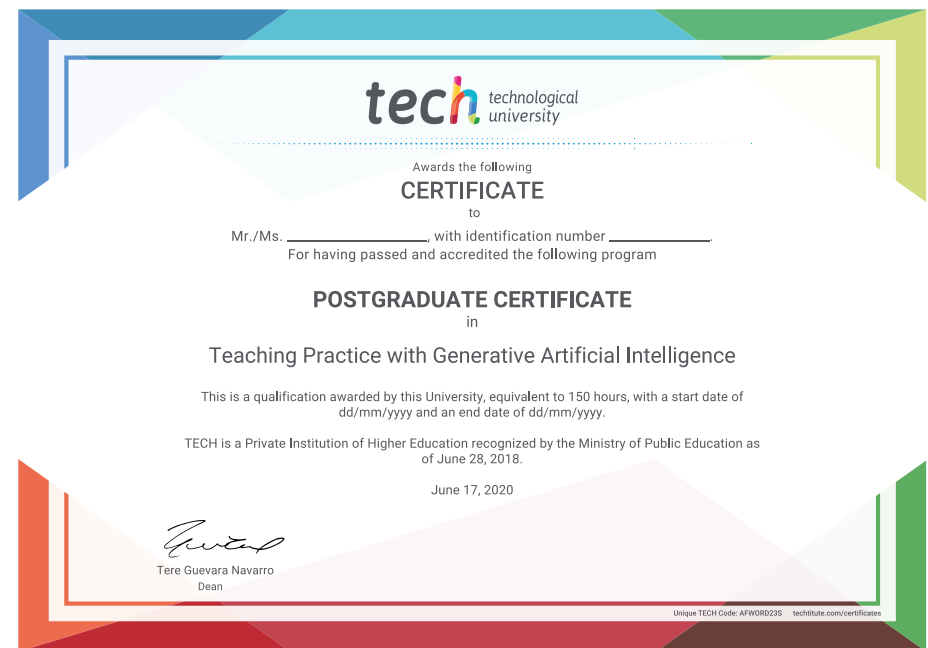 tech technological
university
Awards the following
CERTIFICATE
to
Mr./Ms. ____________________, with identification number ______________.
For having passed and accredited the following program
POSTGRADUATE CERTIFICATE
in
Teaching Practice with Generative Artificial Intelligence
This is a qualification awarded by this University, equivalent to 150 hours, with a start date of
dd/mm/yyyy and an end date of dd/mm/yyyy.
TECH is a Private Institution of Higher Education recognized by the Ministry of Public Education as
of June 28, 2018.
June 17, 2020
Tere Guevara Navarro
Dean
Unique TECH Code: AFWORD23S techtitute.com/certificates